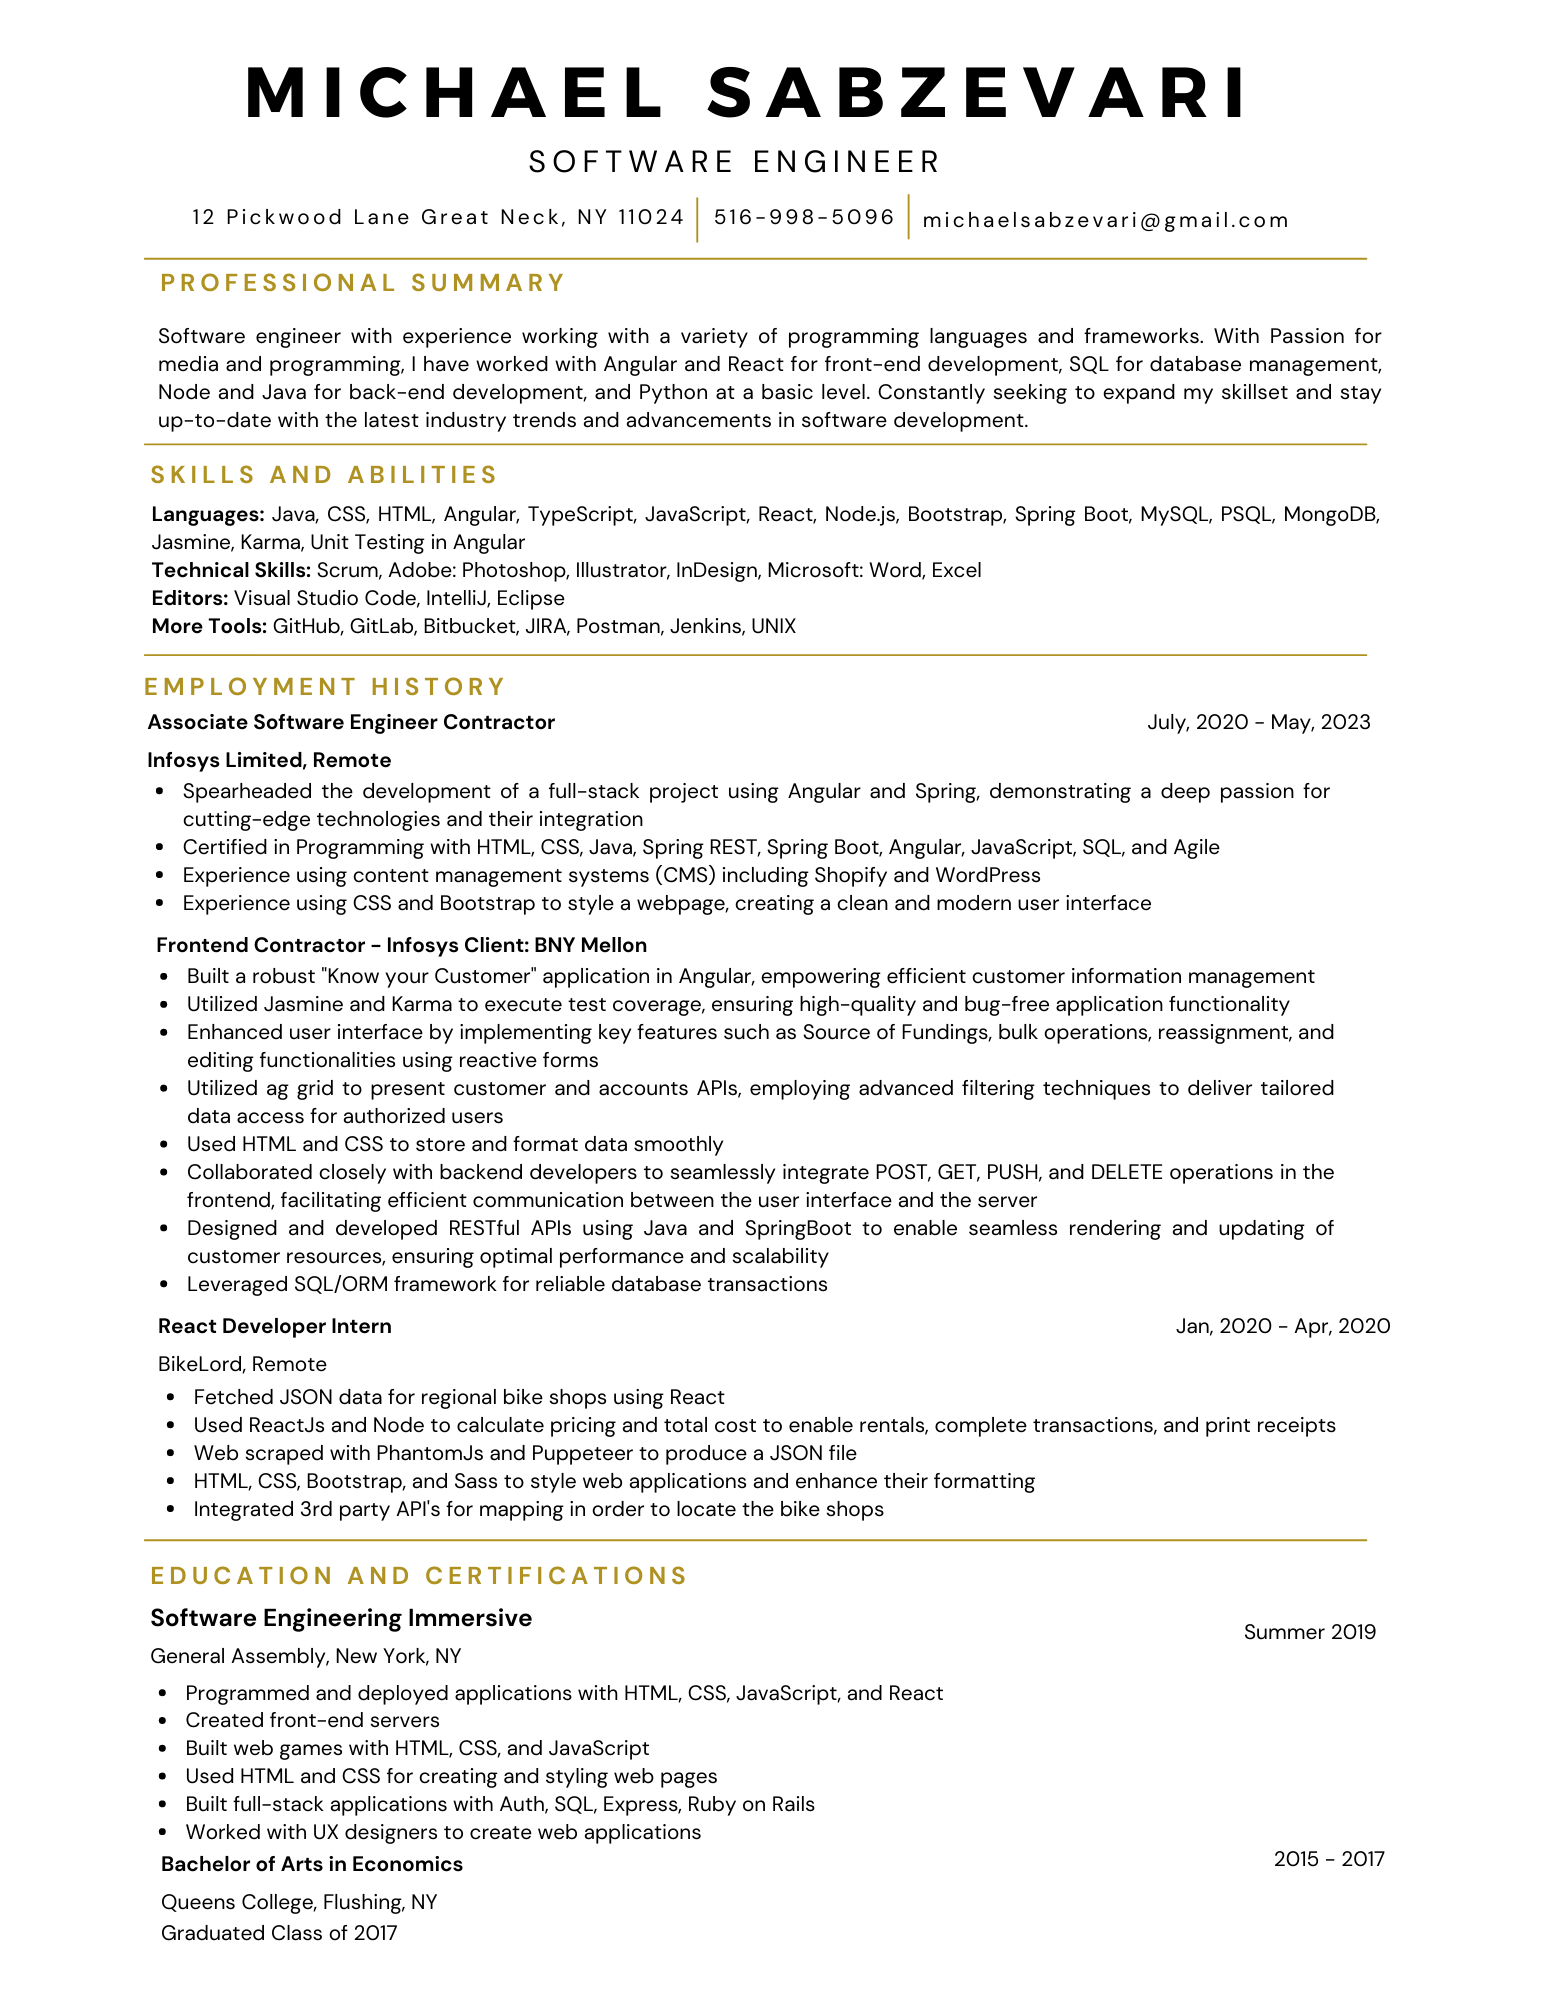 MICHAEL SABZEVARI
SOFTWARE ENGINEER
12 Pickwood Lane Great Neck, NY 11024 516-998-5096 michaelsabzevari@gmail.com
PROFESSIONAL SUMMARY
Software engineer with experience working with a variety of programming languages and frameworks. With Passion for
media and programming, I have worked with Angular and React for front-end development, SQL for database management,
Node and Java for back-end development, and Python at a basic level. Constantly seeking to expand my skillset and stay
up-to-date with the latest industry trends and advancements in software development.
SKILLS AND ABILITIES
Languages: Java, CSS, HTML, Angular, TypeScript, JavaScript, React, Node.js, Bootstrap, Spring Boot, MySQL, PSQL, MongoDB,
Jasmine, Karma, Unit Testing in Angular
Technical Skills: Scrum, Adobe: Photoshop, Illustrator, InDesign, Microsoft: Word, Excel
Editors: Visual Studio Code, IntelliJ, Eclipse
More Tools: GitHub, GitLab, Bitbucket, JIRA, Postman, Jenkins, UNIX
EMPLOYMENT HISTORY
Associate Software Engineer Contractor July, 2020 - May, 2023
Infosys Limited, Remote
• Spearheaded the development of a full-stack project using Angular and Spring, demonstrating a deep passion for
cutting-edge technologies and their integration
• Certified in Programming with HTML, CSS, Java, Spring REST, Spring Boot, Angular, JavaScript, SQL, and Agile
• Experience using content management systems (CMS) including Shopify and WordPress
• Experience using CSS and Bootstrap to style a webpage, creating a clean and modern user interface
Frontend Contractor - Infosys Client: BNY Mellon
• Built a robust "Know your Customer" application in Angular, empowering efficient customer information management
• Utilized Jasmine and Karma to execute test coverage, ensuring high-quality and bug-free application functionality
• Enhanced user interface by implementing key features such as Source of Fundings, bulk operations, reassignment, and
editing functionalities using reactive forms
• Utilized ag grid to present customer and accounts APIs, employing advanced filtering techniques to deliver tailored
data access for authorized users
• Used HTML and CSS to store and format data smoothly
• Collaborated closely with backend developers to seamlessly integrate POST, GET, PUSH, and DELETE operations in the
frontend, facilitating efficient communication between the user interface and the server
• Designed and developed RESTful APIs using Java and SpringBoot to enable seamless rendering and updating of
customer resources, ensuring optimal performance and scalability
• Leveraged SQL/ORM framework for reliable database transactions
React Developer Intern Jan, 2020 - Apr, 2020
BikeLord, Remote
• Fetched JSON data for regional bike shops using React
• Used ReactJs and Node to calculate pricing and total cost to enable rentals, complete transactions, and print receipts
• Web scraped with PhantomJs and Puppeteer to produce a JSON file
• HTML, CSS, Bootstrap, and Sass to style web applications and enhance their formatting
• Integrated 3rd party API's for mapping in order to locate the bike shops
EDUCATION AND CERTIFICATIONS
Software Engineering Immersive Summer 2019
General Assembly, New York, NY
• Programmed and deployed applications with HTML, CSS, JavaScript, and React
• Created front-end servers
• Built web games with HTML, CSS, and JavaScript
• Used HTML and CSS for creating and styling web pages
• Built full-stack applications with Auth, SQL, Express, Ruby on Rails
• Worked with UX designers to create web applications
Bachelor of Arts in Economics 2015 - 2017
Queens College, Flushing, NY
Graduated Class of 2017